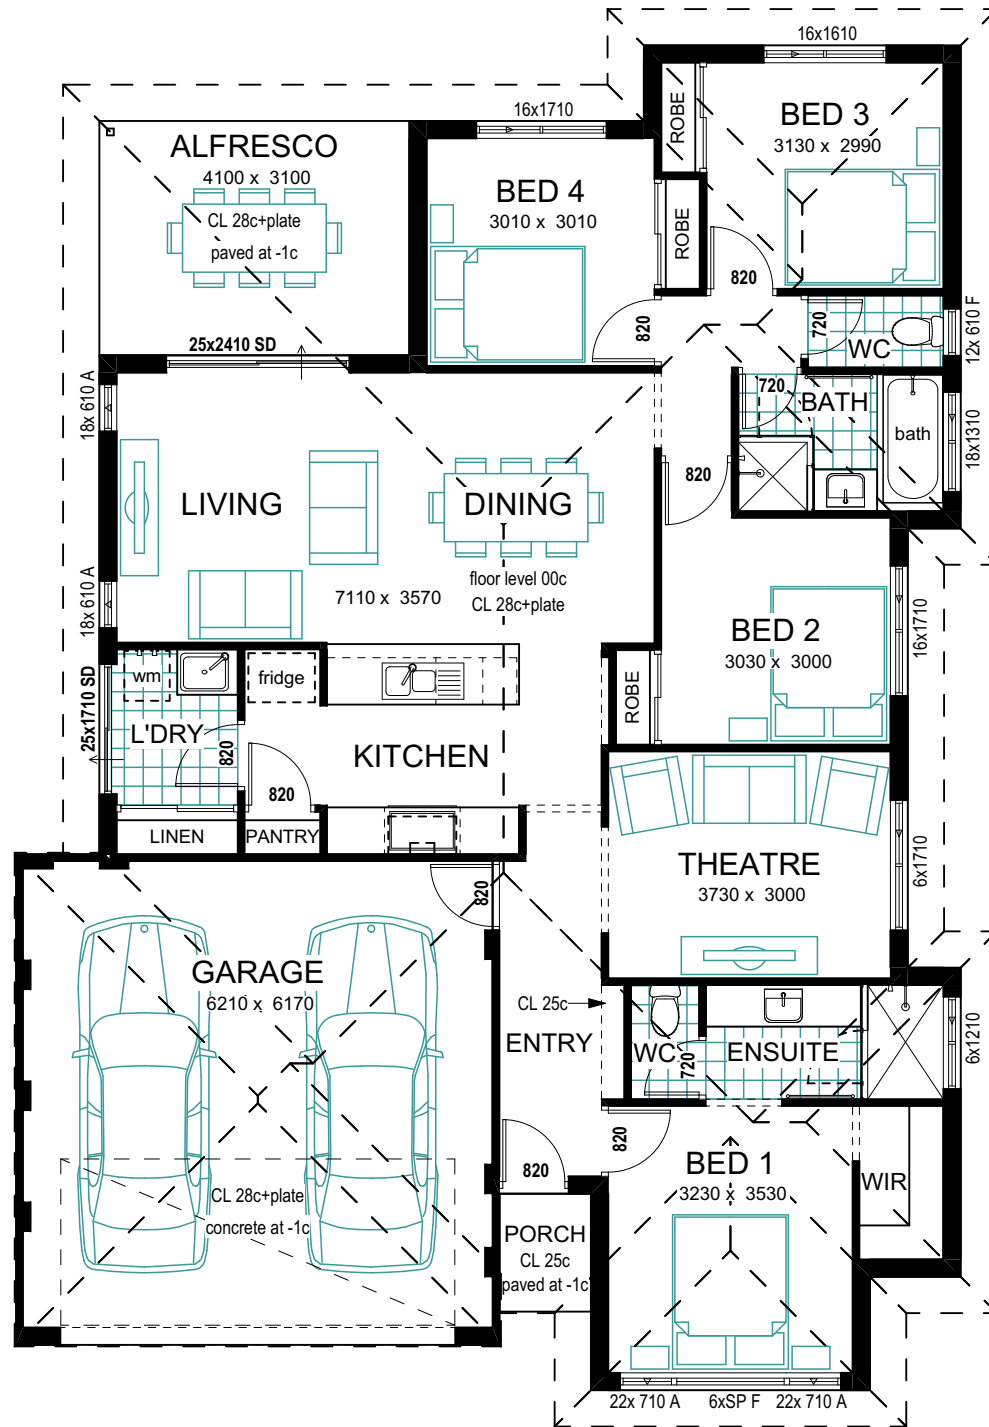 16x1610
ROBE
BED 3
3130 x 2990
16x1710
ALFRESCO
4100 x 3100
CL 28c+plate
paved at -1c
BED 4
3010 x 3010
ROBE
820
820
720
WC
12x 610 F
25x2410 SD
18x 610 A
720
BATH
bath
18x1310
LIVING
DINING
820
floor level 00c
CL 28c+plate
7110 x 3570
18x 610 A
BED 2
3030 x 3000
16x1710
ROBE
25x1710 SD
wm
fridge
L'DRY
820
KITCHEN
820
LINEN
PANTRY
THEATRE
3730 x 3000
6x1710
820
GARAGE
6210 x 6170
CL 25c
ENTRY
WC
720
ENSUITE
6x1210
820
820
BED 1
3230 x 3530
WIR
CL 28c+plate
concrete at -1c
PORCH
CL 25c
paved at -1c
22x 710 A
6xSP F
22x 710 A